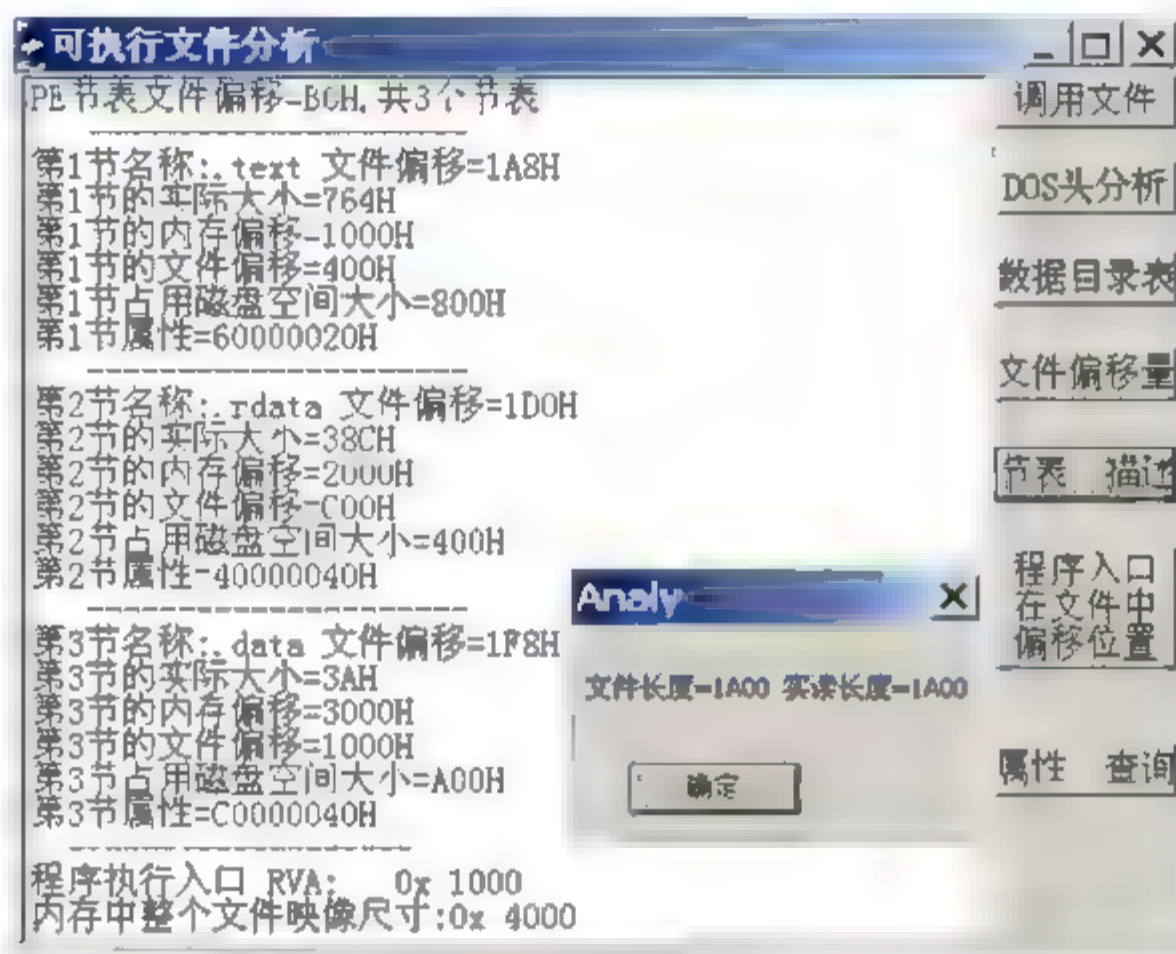 可执行文件分析
PE节表文件偏移=BCH,共3个节表
第1节名称:.text 文件偏移=1A8H
第1节的实际大小=764H
第1节的内存偏移=1000H
第1节的文件偏移=400H
第1节占用磁盘空间大小=800H
第1节属性=60000020H
第2节名称:.rdata 文件偏移=1D0H
第2节的实际大小=38CH
第2节的内存偏移=2000H
第2节的文件偏移=C00H
第2节占用磁盘空间大小=400H
第2节属性=40000040H
第3节名称:.data 文件偏移=1F8H
第3节的实际大小=3AH
第3节的内存偏移=3000H
第3节的文件偏移=1000H
第3节占用磁盘空间大小=A00H
第3节属性=C0000040H
程序执行入口 RVA: 0x 1000
内存中整个文件映像尺寸:0x 4000
Analy
文件长度=1A00 实读长度=1A00
确定
调用文件
DOS头分析
数据目录表
文件偏移量
节表 描述
程序入口
在文件中
偏移位置
属性 查询